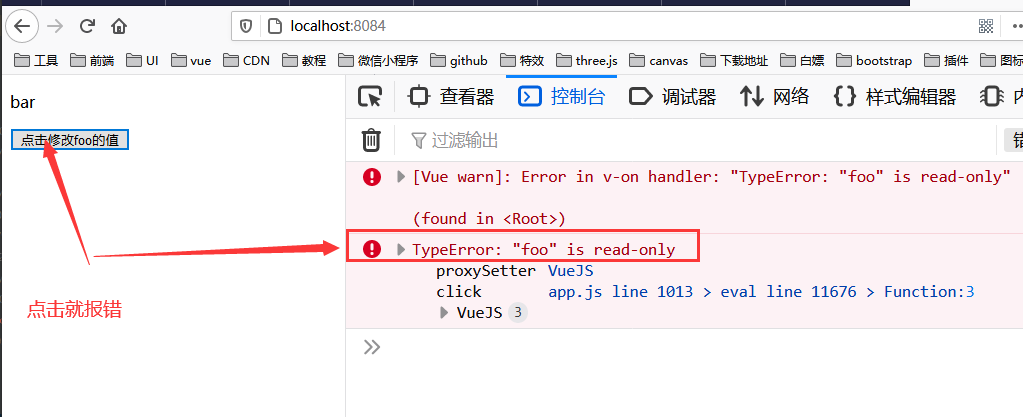 localhost:8084
工具 前端 UI vue CDN 教程 微信小程序 github 特效 three.js canvas 下载地址 白嫖 bootstrap 插件 图标
bar
点击修改foo的值
点击就报错
查看器 控制台 调试器 网络 样式编辑器
过滤输出
[Vue warn]: Error in v-on handler: "TypeError: "foo" is read-only"
(found in <Root>)
TypeError: "foo" is read-only
proxySetter VueJS
click app.js line 1013 > eval line 11676 > Function:3
VueJS 3